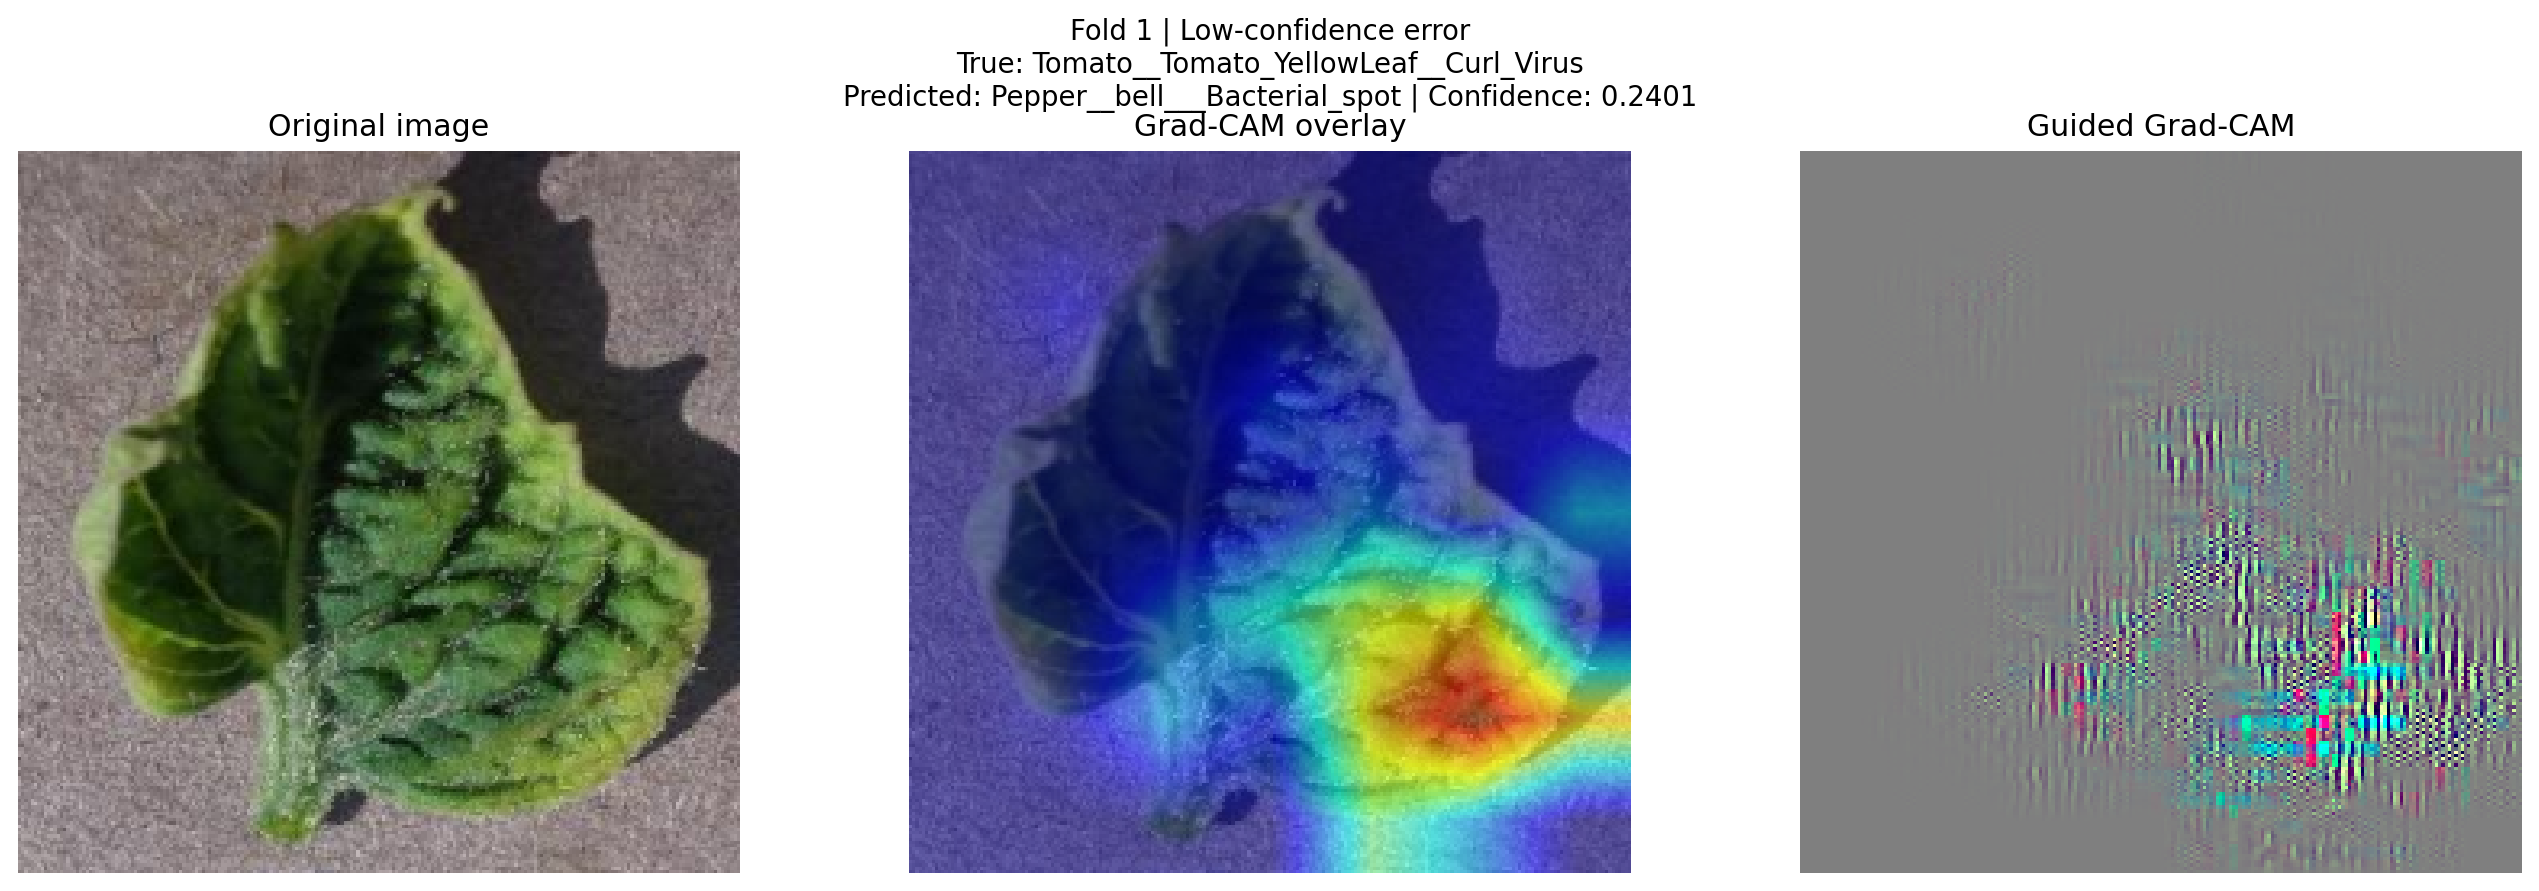 Fold 1 | Low-confidence error
True: Tomato__Tomato_YellowLeaf__Curl_Virus
Predicted: Pepper__bell___Bacterial_spot | Confidence: 0.2401
Original image
Grad-CAM overlay
Guided Grad-CAM